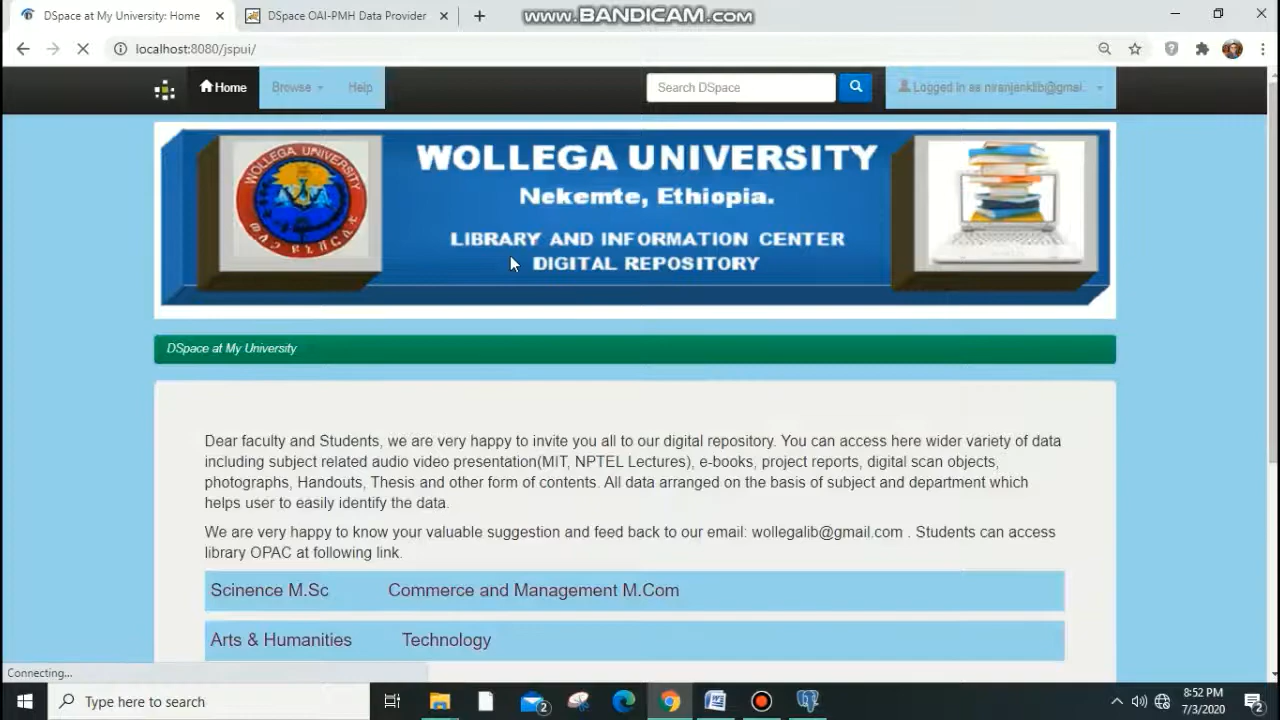 DSpace at My University: Home
DSpace OAI-PMH Data Provider
www.BANDICAM.com
localhost:8080/jspui/
Home
Browse
Help
Search DSpace
Logged in as niranjanklib@gmai..
WOLLEGA UNIVERSITY
WOLLEGA UNIVERSITY
Nekemte, Ethiopia.
LIBRARY AND INFORMATION CENTER
DIGITAL REPOSITORY
DSpace at My University
Dear faculty and Students, we are very happy to invite you all to our digital repository. You can access here wider variety of data
including subject related audio video presentation(MIT, NPTEL Lectures), e-books, project reports, digital scan objects,
photographs, Handouts, Thesis and other form of contents. All data arranged on the basis of subject and department which
helps user to easily identify the data.
We are very happy to know your valuable suggestion and feed back to our email: wollegalib@gmail.com . Students can access
library OPAC at following link.
Scinence M.Sc Commerce and Management M.Com
Arts & Humanities Technology
Connecting...
Type here to search
2
8:52 PM
7/3/2020
2